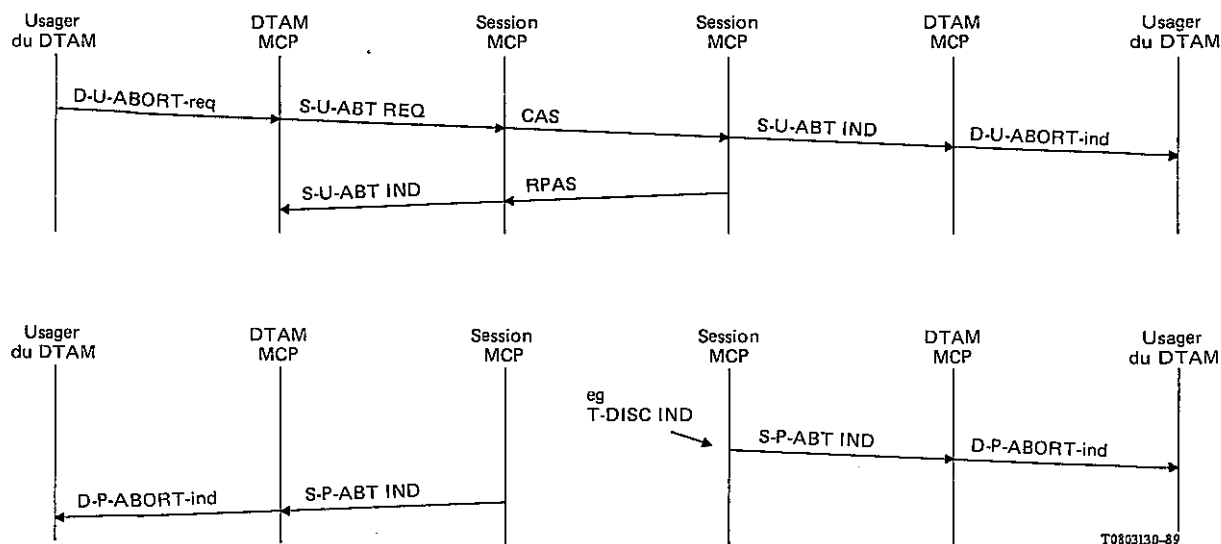 Usager
du DTAM
DTAM
MCP
Session
MCP
Session
MCP
DTAM
MCP
Usager
du DTAM
D-U-ABORT-req
S-U-ABT REQ
CAS
S-U-ABT IND
D-U-ABORT-ind
S-U-ABT IND
RPAS
Usager
du DTAM
DTAM
MCP
Session
MCP
Session
MCP
DTAM
MCP
Usager
du DTAM
eg
T-DISC IND
S-P-ABT IND
D-P-ABORT-ind
D-P-ABORT-ind
S-P-ABT IND
T0803130-89